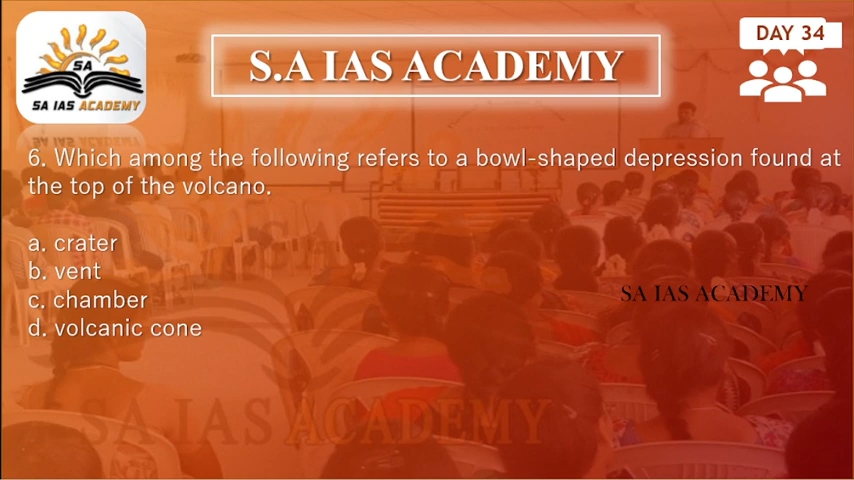 SA
SA IAS ACADEMY
S.A IAS ACADEMY
DAY 34
6. Which among the following refers to a bowl-shaped depression found at
the top of the volcano.
a. crater
b. vent
c. chamber
d. volcanic cone
SA IAS ACADEMY
SA IAS ACADEMY